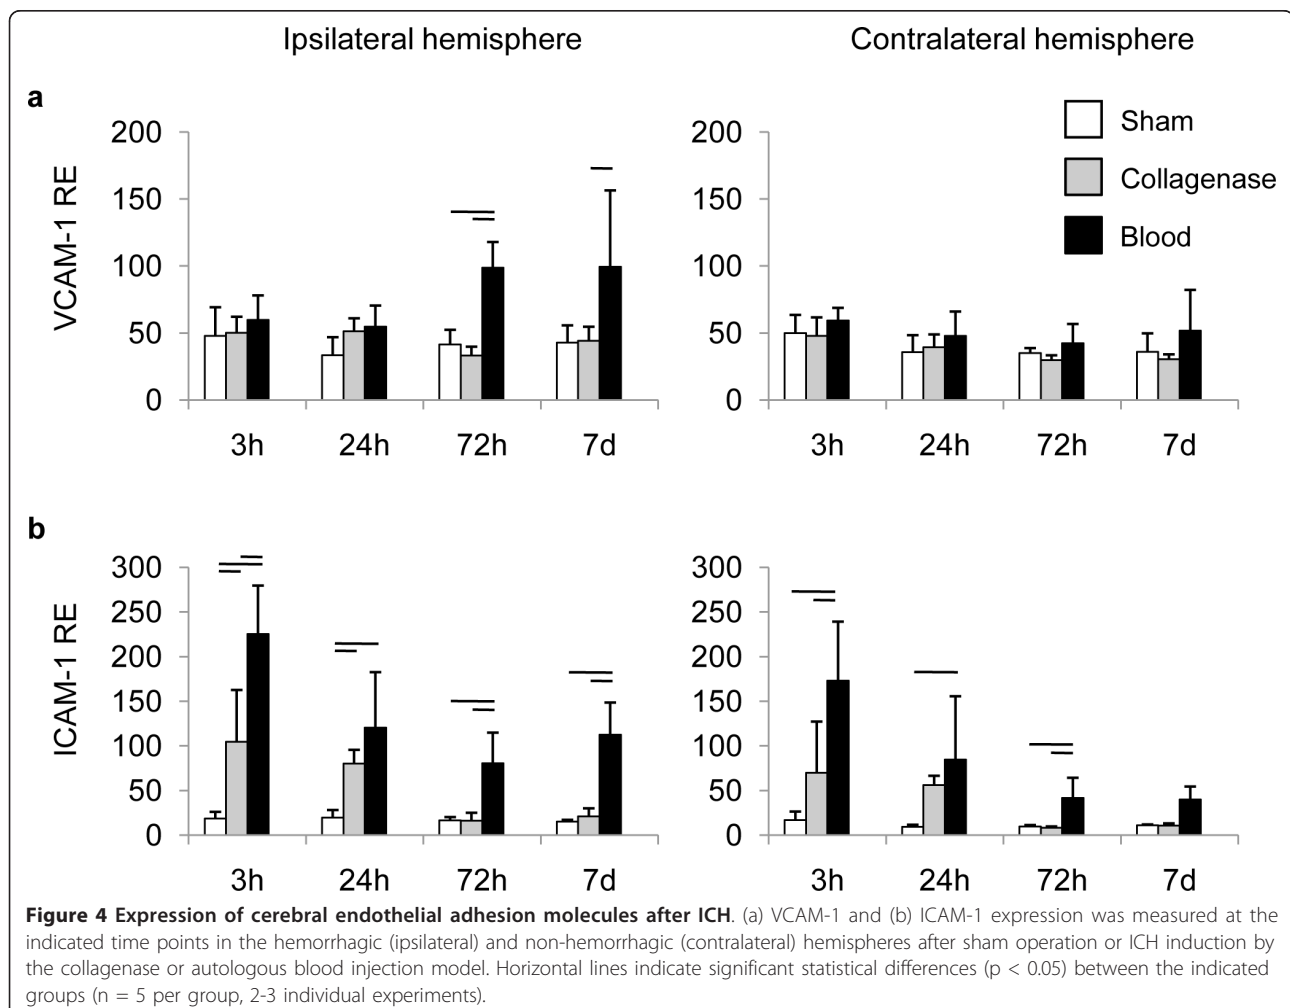 Ipsilateral hemisphere Contralateral hemisphere
a
VCAM-1 RE
200
150
100
50
0
3h 24h 72h 7d
200
150
100
50
0
3h 24h 72h 7d
Sham
Collagenase
Blood
b
ICAM-1 RE
300
250
200
150
100
50
0
3h 24h 72h 7d
300
250
200
150
100
50
0
3h 24h 72h 7d
Figure 4 Expression of cerebral endothelial adhesion molecules after ICH. (a) VCAM-1 and (b) ICAM-1 expression was measured at the
indicated time points in the hemorrhagic (ipsilateral) and non-hemorrhagic (contralateral) hemispheres after sham operation or ICH induction by
the collagenase or autologous blood injection model. Horizontal lines indicate significant statistical differences (p < 0.05) between the indicated
groups (n = 5 per group, 2-3 individual experiments).